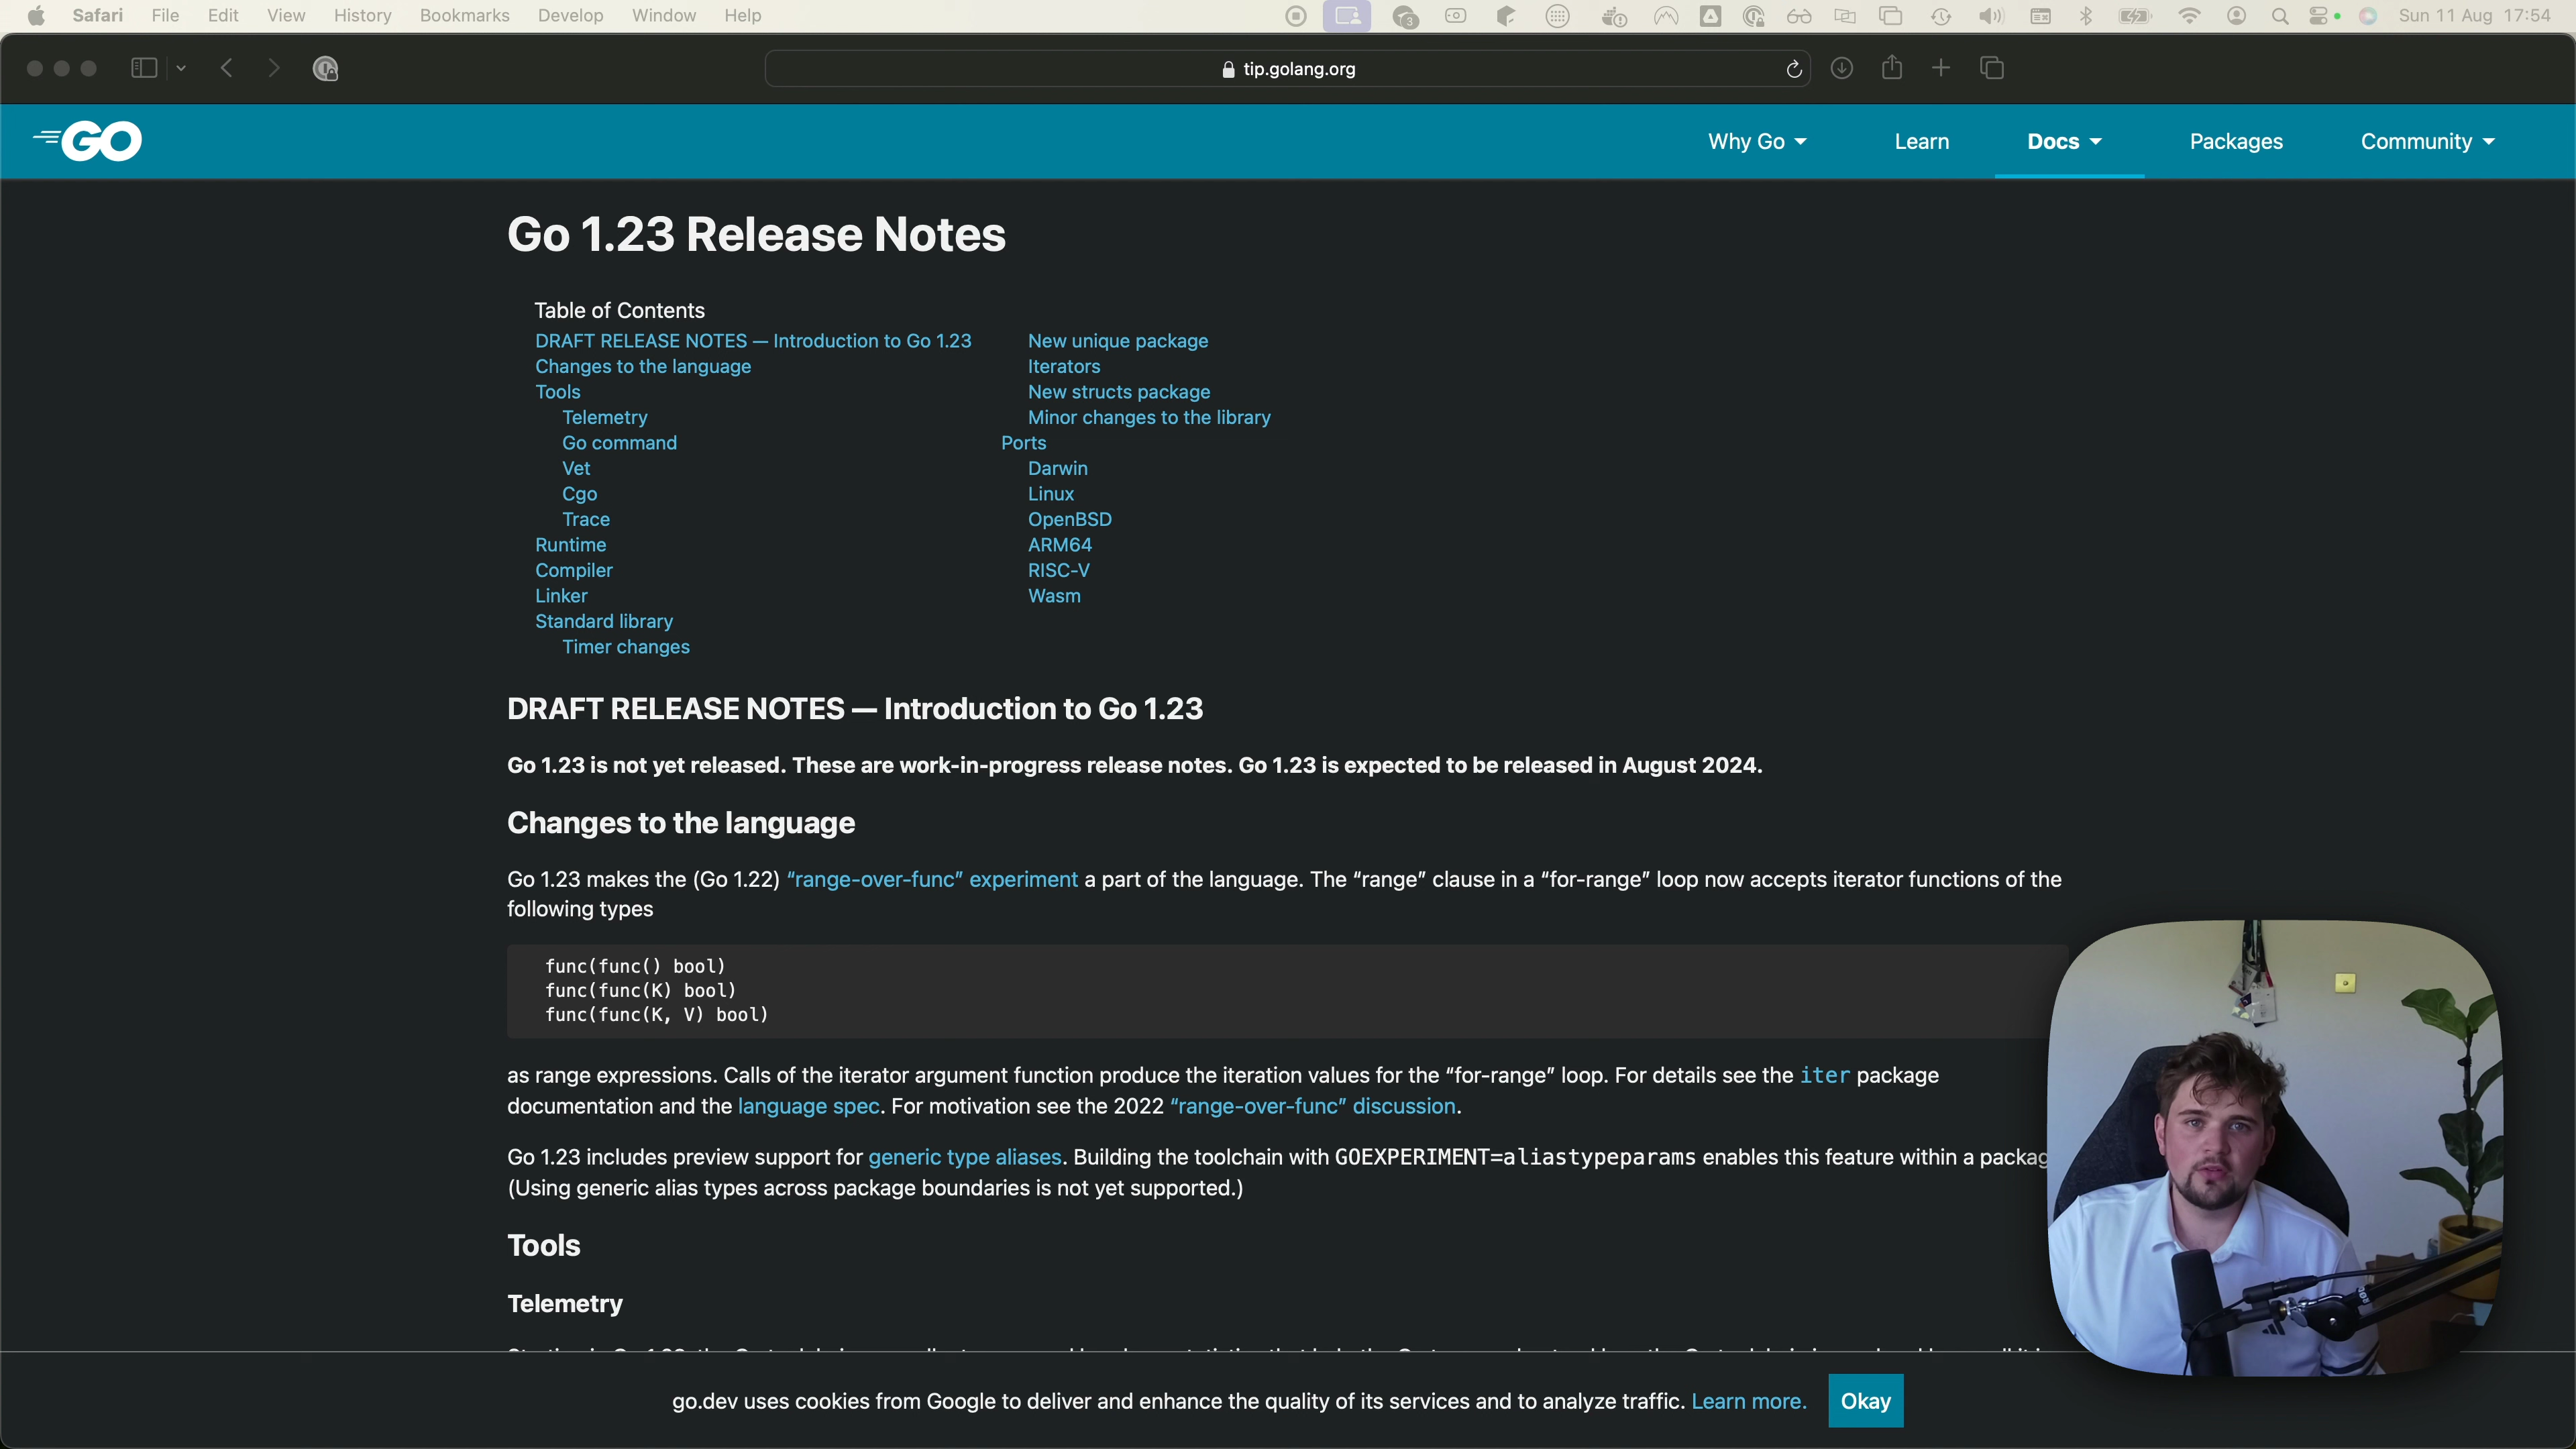 Safari File Edit View History Bookmarks Develop Window Help 3 Sun 11 Aug 17:54
tip.golang.org
GO Why Go Learn Docs Packages Community
Go 1.23 Release Notes
Table of Contents
DRAFT RELEASE NOTES — Introduction to Go 1.23
Changes to the language
Tools
Telemetry
Go command
Vet
Cgo
Trace
Runtime
Compiler
Linker
Standard library
Timer changes
New unique package
Iterators
New structs package
Minor changes to the library
Ports
Darwin
Linux
OpenBSD
ARM64
RISC-V
Wasm
DRAFT RELEASE NOTES — Introduction to Go 1.23
Go 1.23 is not yet released. These are work-in-progress release notes. Go 1.23 is expected to be released in August 2024.
Changes to the language
Go 1.23 makes the (Go 1.22) “range-over-func” experiment a part of the language. The “range” clause in a “for-range” loop now accepts iterator functions of the
following types
func(func() bool)
func(func(K) bool)
func(func(K, V) bool)
as range expressions. Calls of the iterator argument function produce the iteration values for the “for-range” loop. For details see the iter package
documentation and the language spec. For motivation see the 2022 “range-over-func” discussion.
Go 1.23 includes preview support for generic type aliases. Building the toolchain with GOEXPERIMENT=aliastypeparams enables this feature within a packag
(Using generic alias types across package boundaries is not yet supported.)
Tools
Telemetry
go.dev uses cookies from Google to deliver and enhance the quality of its services and to analyze traffic. Learn more. Okay